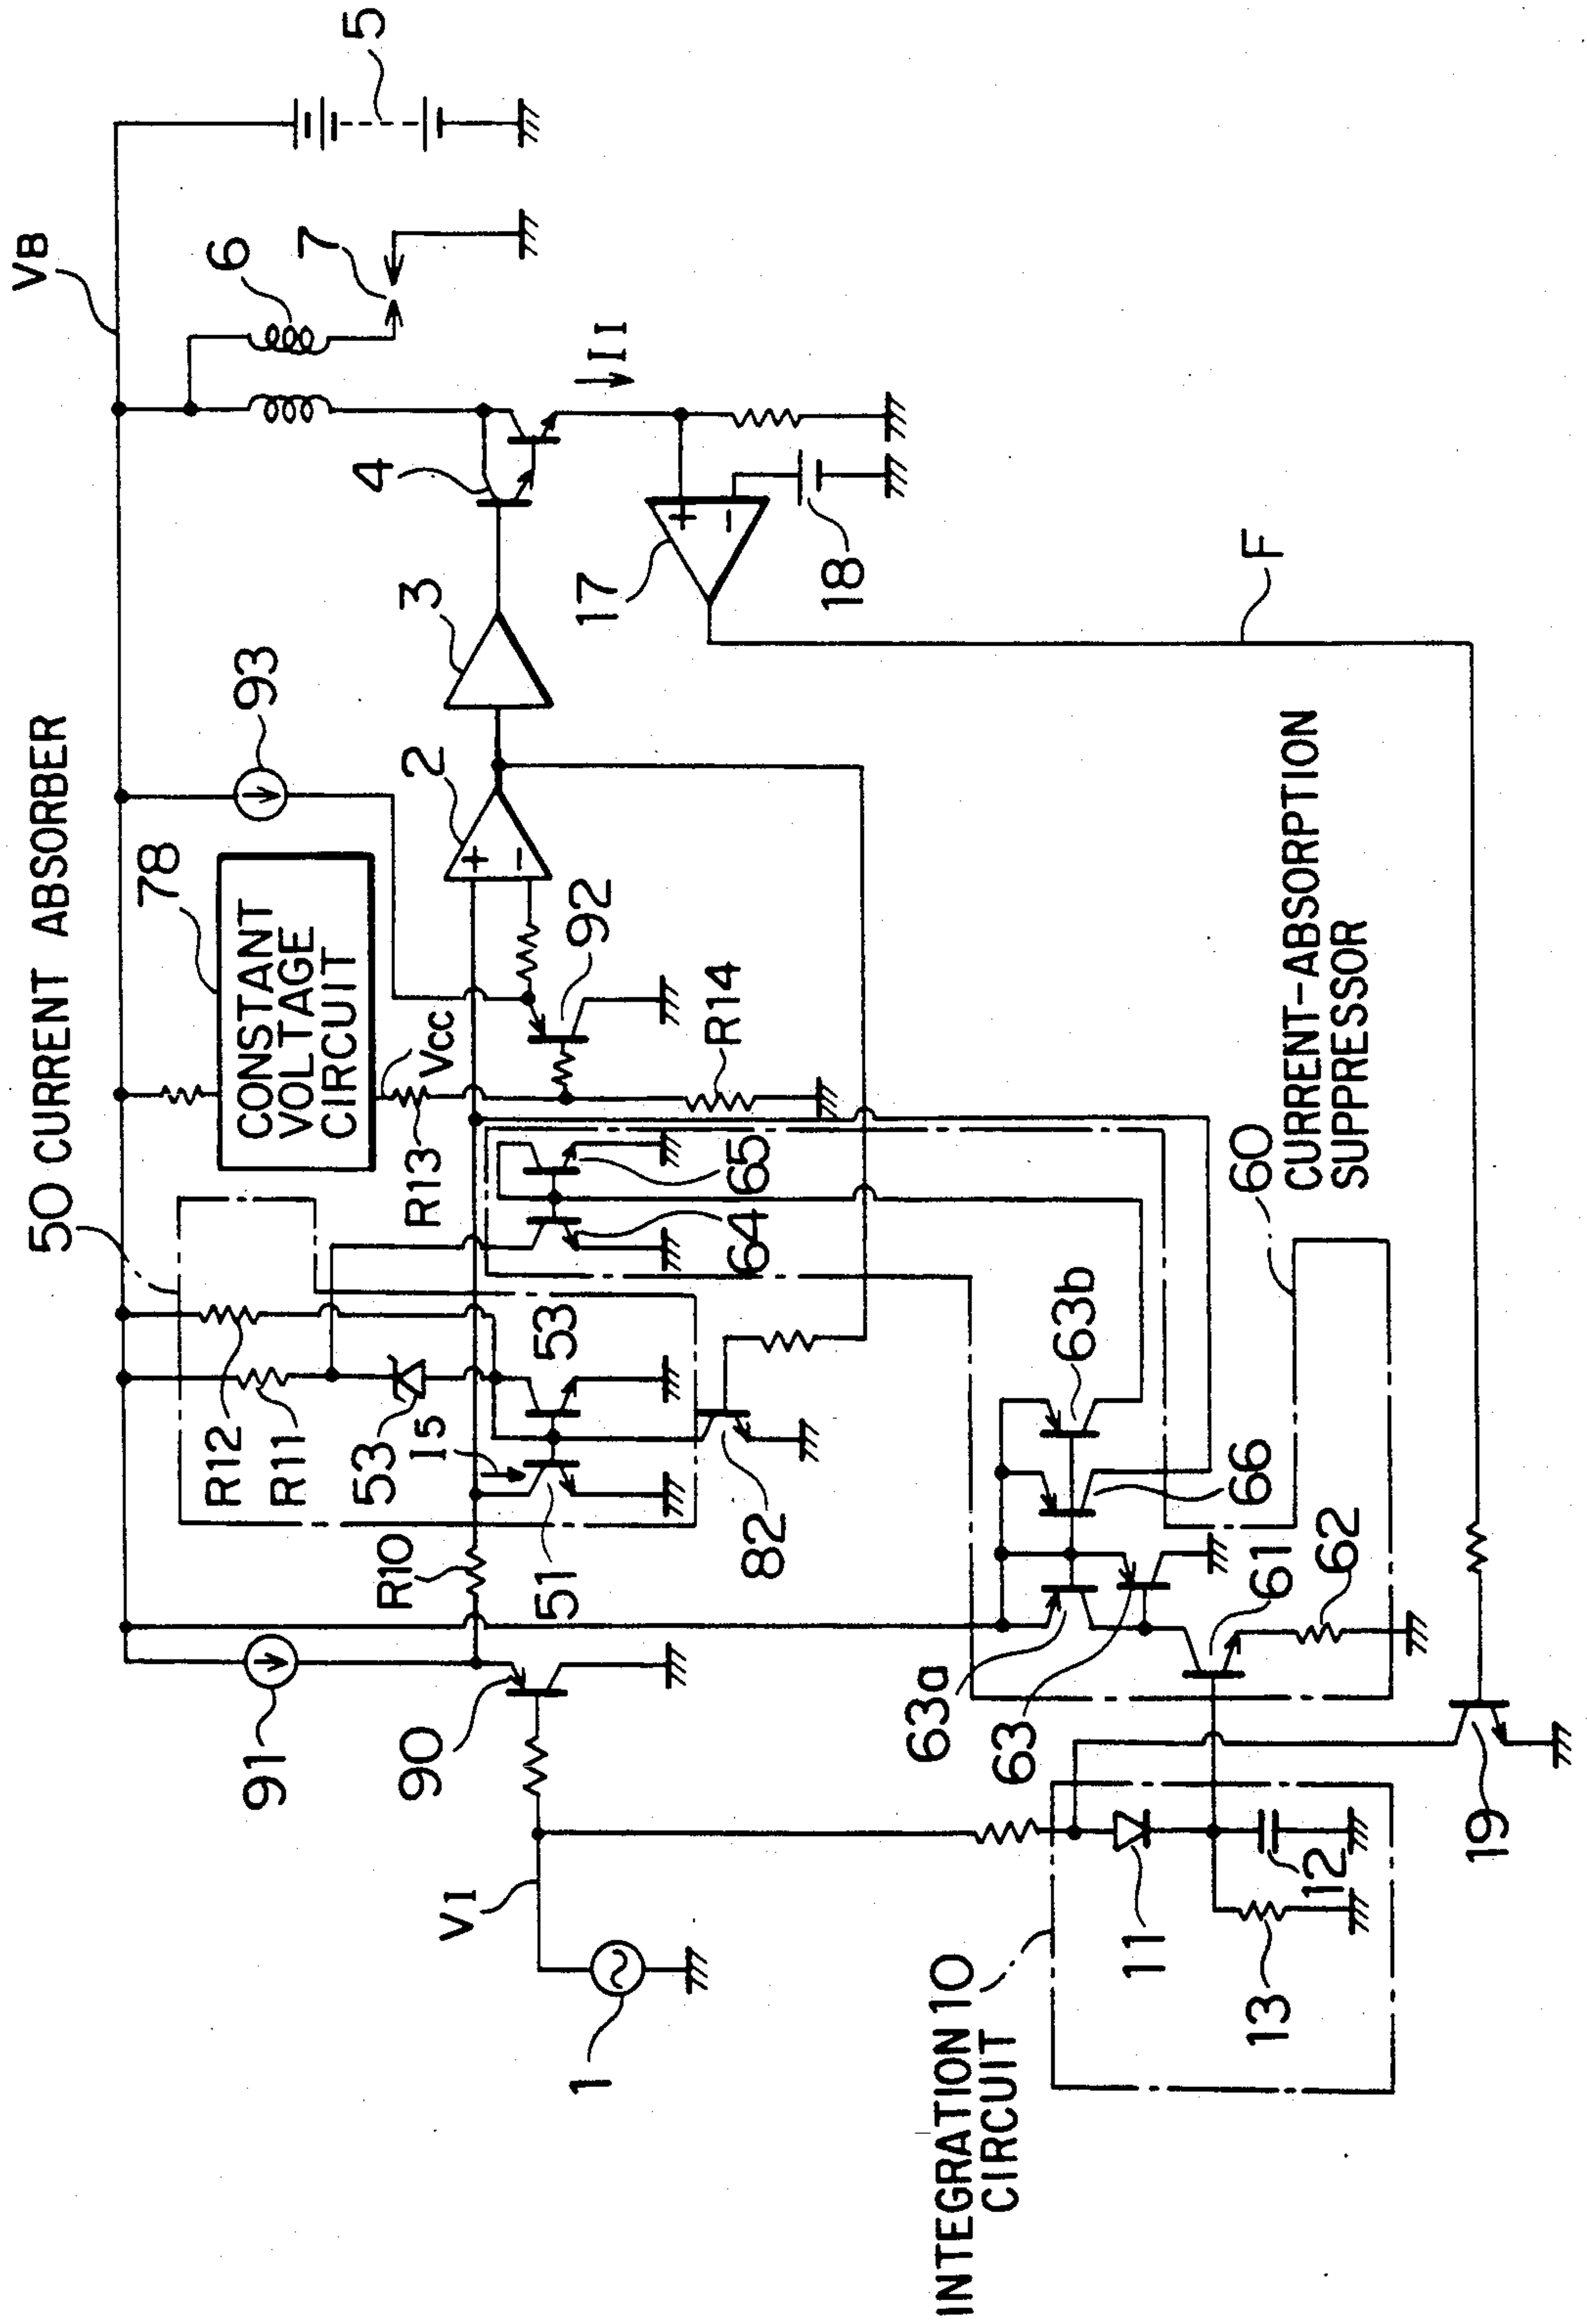 50 CURRENT ABSORBER
VB
5
6
7
93
78
CONSTANT
VOLTAGE
CIRCUIT
VCC
R13
R14
R12
R11
53
I5
53
51
82
R10
91
90
VI
1
64
65
92
2
3
4
II
17
18
F
60
CURRENT-ABSORPTION
SUPPRESSOR
63b
66
62
61
63a
63
19
INTEGRATION 10
CIRCUIT
11
12
13
+
−
+
−